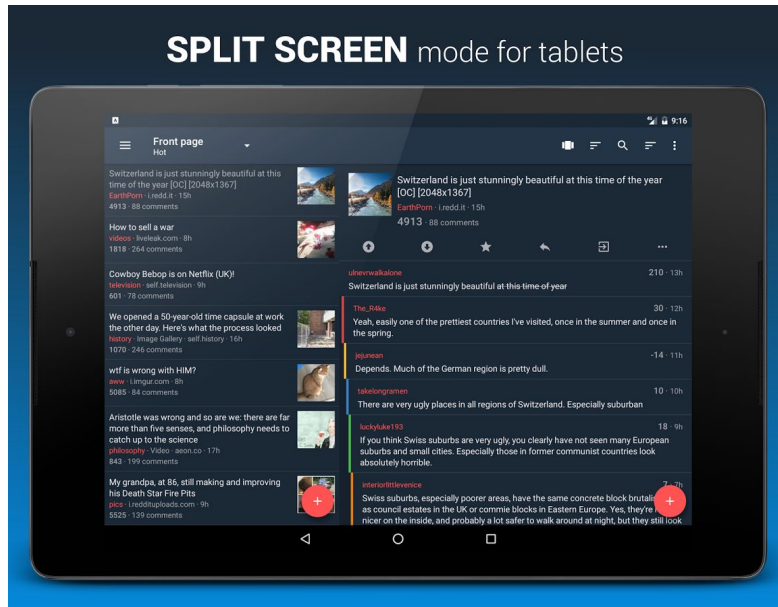 SPLIT SCREEN mode for tablets
9:16
Front page
Hot
Switzerland is just stunningly beautiful at this
time of the year [OC] [2048x1367]
EarthPorn · i.redd.it · 15h
4913 · 88 comments
How to sell a war
videos · liveleak.com · 8h
1818 · 264 comments
Cowboy Bebop is on Netflix (UK)!
television · self.television · 9h
601 · 78 comments
We opened a 50-year-old time capsule at work
the other day. Here's what the process looked
history · Image Gallery · self.history · 16h
1070 · 246 comments
wtf is wrong with HIM?
aww · i.imgur.com · 8h
5085 · 84 comments
Aristotle was wrong and so are we: there are far
more than five senses, and philosophy needs to
catch up to the science
philosophy · Video · aeon.co · 17h
843 · 199 comments
My grandpa, at 86, still making and improving
his Death Star Fire Pits
pics · i.reddituploads.com · 9h
5525 · 139 comments
Switzerland is just stunningly beautiful at this time of the year
[OC] [2048x1367]
EarthPorn · i.redd.it · 15h
4913 · 88 comments
ulnevrwalkalone 210 · 13h
Switzerland is just stunningly beautiful at this time of year
The_R4ke 30 · 12h
Yeah, easily one of the prettiest countries I've visited, once in the summer and once in
the spring.
jejunean -14 · 11h
Depends. Much of the German region is pretty dull.
takelongramen 10 · 10h
There are very ugly places in all regions of Switzerland. Especially suburban
luckyluke193 18 · 9h
If you think Swiss suburbs are very ugly, you clearly have not seen many European
suburbs and small cities. Especially those in former communist countries look
absolutely horrible.
interiorlittlevenice 7 · 7h
Swiss suburbs, especially poorer areas, have the same concrete block
as council estates in the UK or commie blocks in Eastern Europe. Yes, they're
nicer on the inside, and probably a lot safer to walk around at night, but they still look